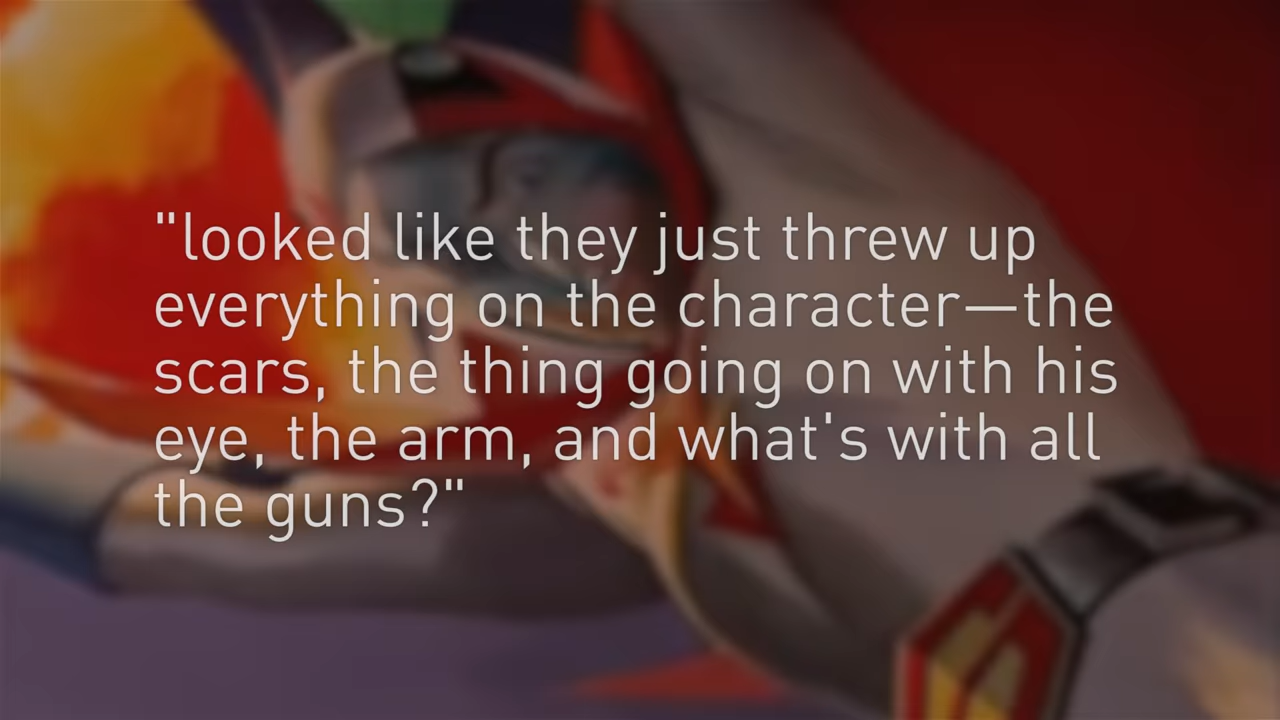 "looked like they just threw up
everything on the character—the
scars, the thing going on with his
eye, the arm, and what's with all
the guns?"